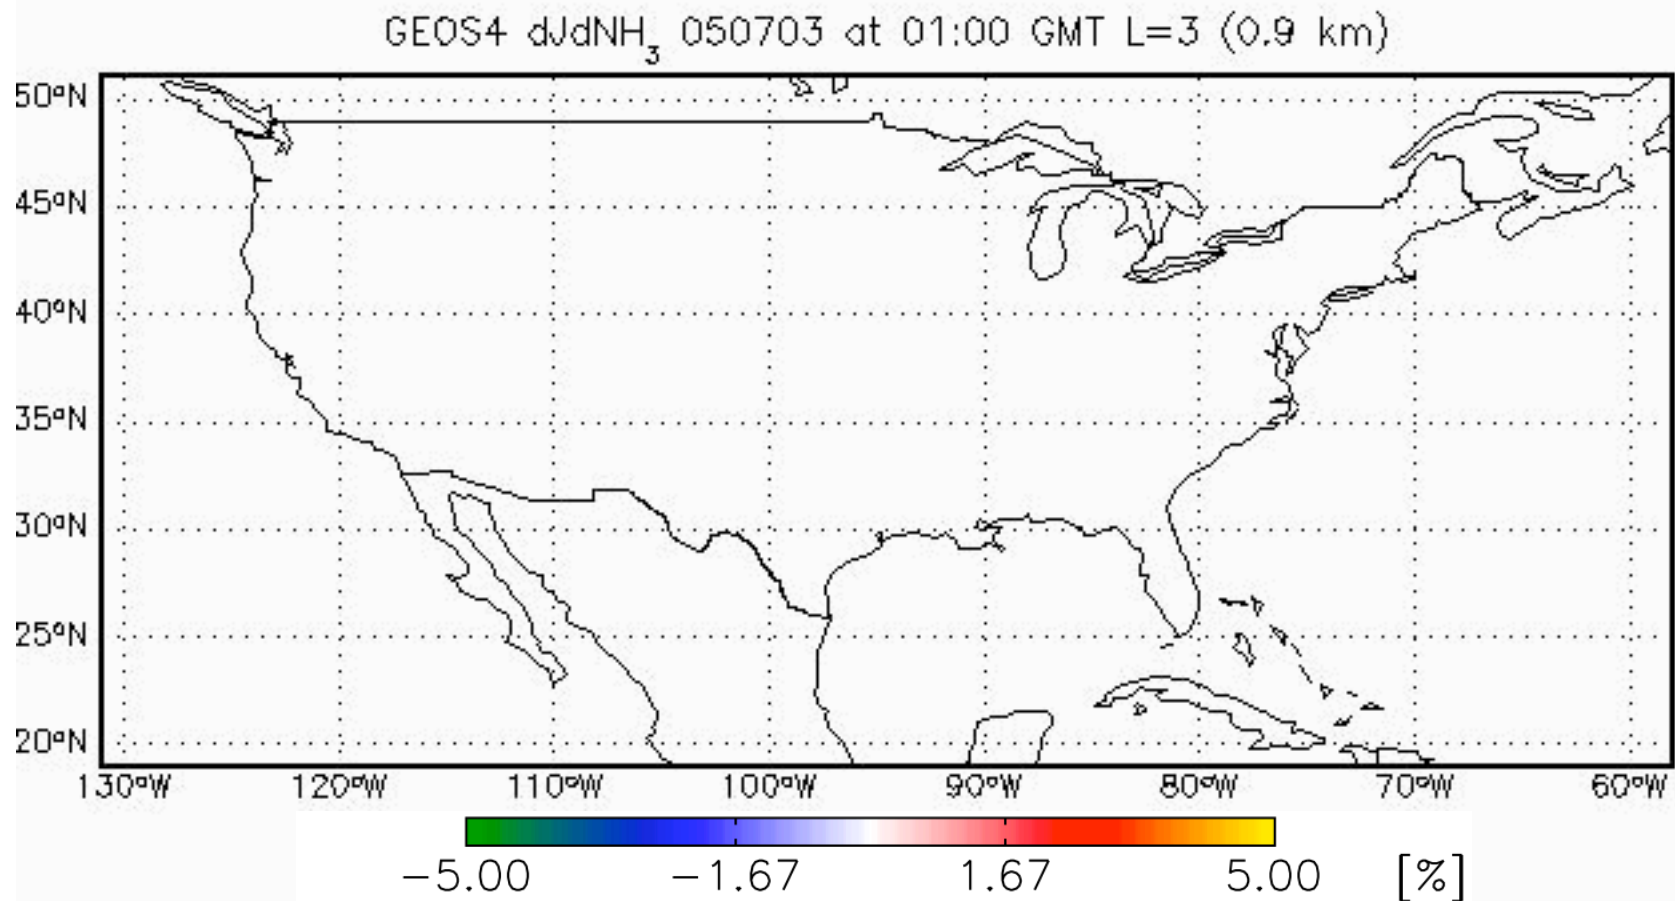 GEOS4 dJdNH₃ 050703 at 01:00 GMT L=3 (0.9 km)
50°N
45°N
40°N
35°N
30°N
25°N
20°N
130°W 120°W 110°W 100°W 90°W 80°W 70°W 60°W
−5.00 −1.67 1.67 5.00 [%]